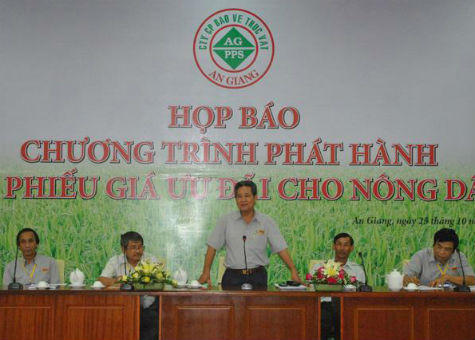 CTY CP BẢO VỆ THỰC VẬT
AG
PPS
AN GIANG
HỌP BÁO
CHƯƠNG TRÌNH PHÁT HÀNH
PHIẾU GIÁ ƯU ĐÃI CHO NÔNG DÂ
An Giang, ngày 25 tháng 10 n